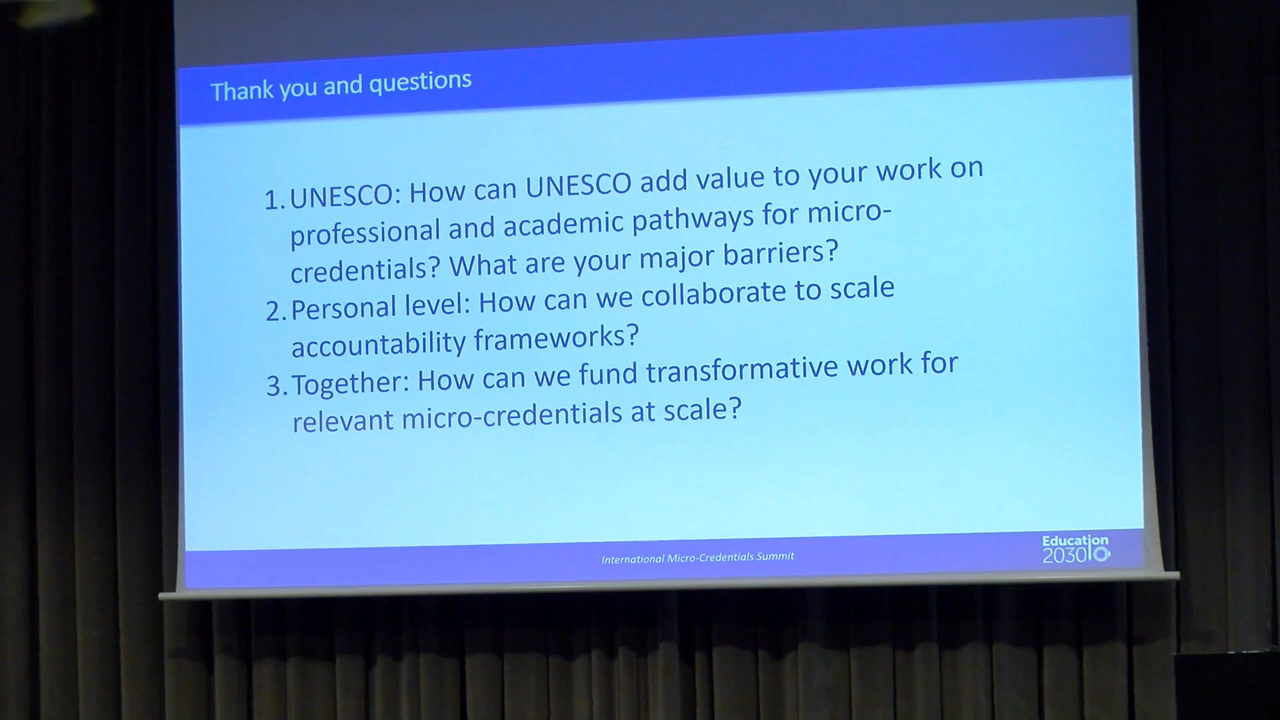 Thank you and questions
1. UNESCO: How can UNESCO add value to your work on
professional and academic pathways for micro-
credentials? What are your major barriers?
2. Personal level: How can we collaborate to scale
accountability frameworks?
3. Together: How can we fund transformative work for
relevant micro-credentials at scale?
International Micro-Credentials Summit
Education
2030